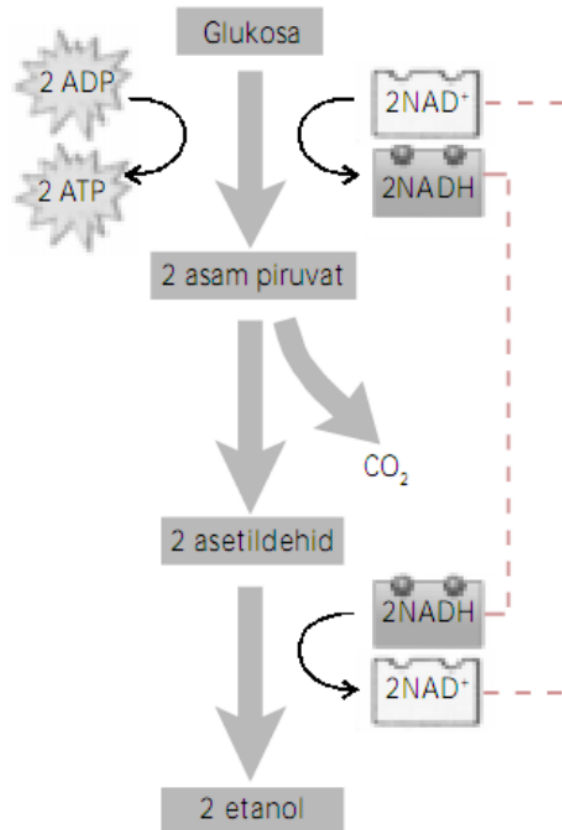 Glukosa
2 ADP
2NAD⁺
2 ATP
2NADH
2 asam piruvat
CO₂
2 asetildehid
2NADH
2NAD⁺
2 etanol